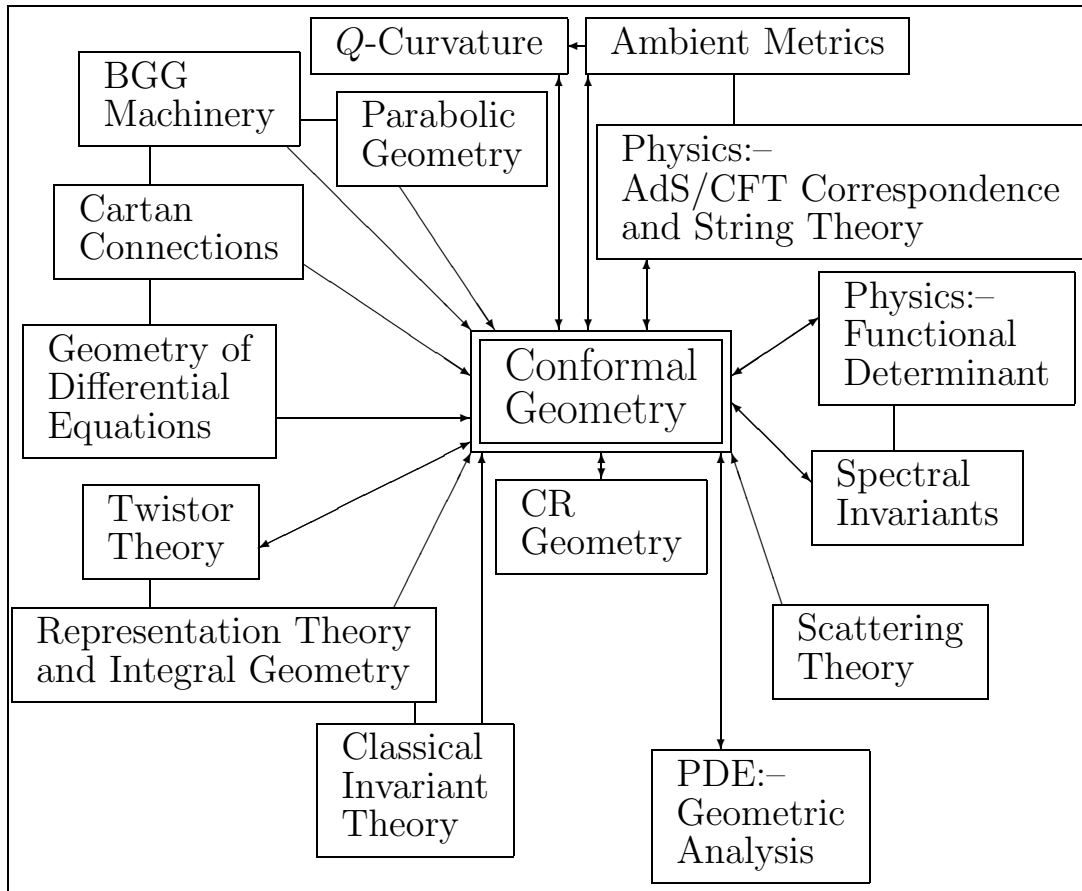 Q-Curvature
Ambient Metrics
BGG
Machinery
Parabolic
Geometry
Physics:–
AdS/CFT Correspondence
and String Theory
Cartan
Connections
Physics:–
Functional
Determinant
Geometry of
Differential
Equations
Conformal
Geometry
Spectral
Invariants
Twistor
Theory
CR
Geometry
Representation Theory
and Integral Geometry
Scattering
Theory
Classical
Invariant
Theory
PDE:–
Geometric
Analysis